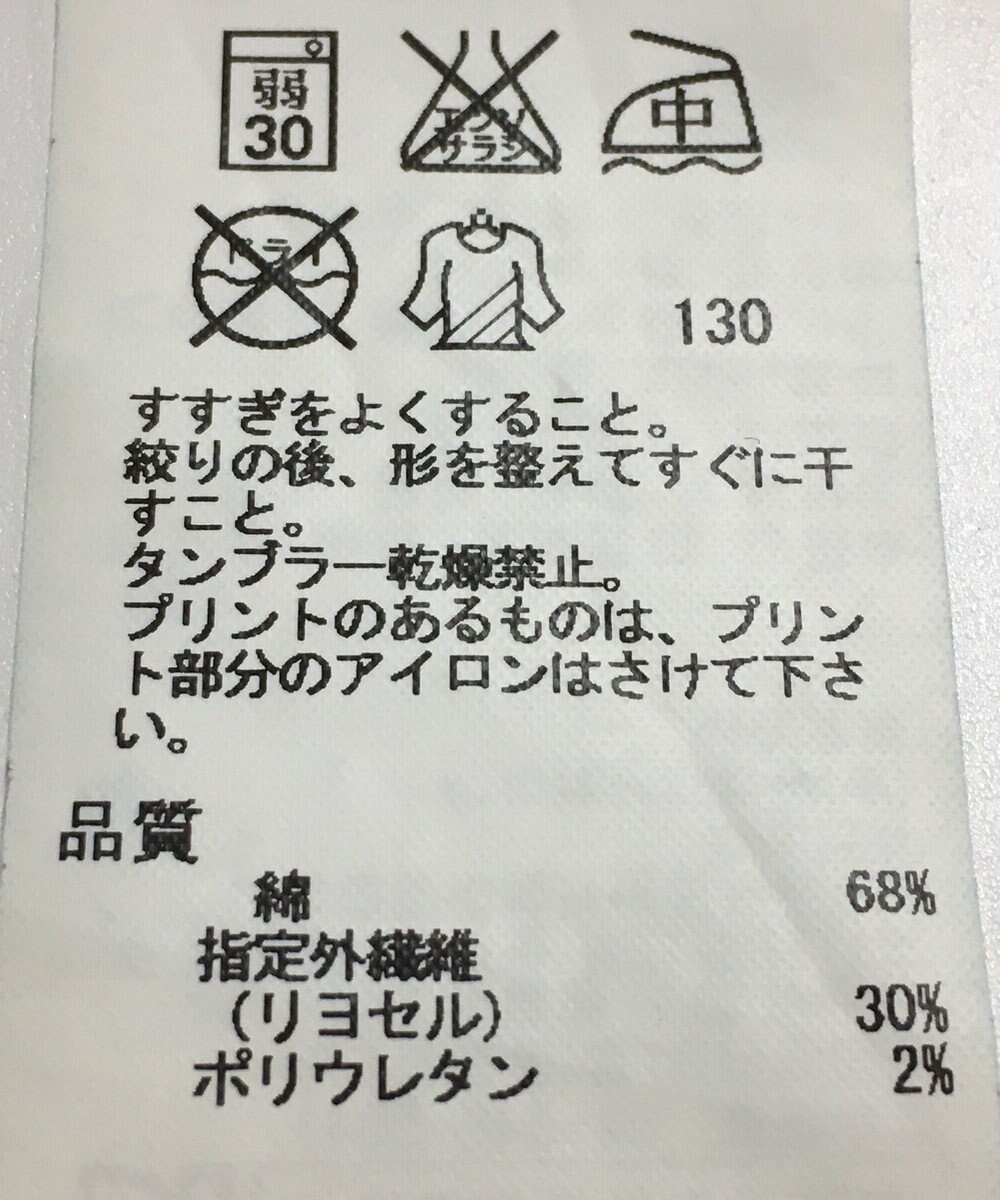 弱
30
エンソ
サラシ
中
ドライ
130
すすぎをよくすること。
絞りの後、形を整えてすぐに干
すこと。
タンブラー乾燥禁止。
プリントのあるものは、プリン
ト部分のアイロンはさけて下さ
い。
品質
綿 68%
指定外繊維
(リヨセル) 30%
ポリウレタン 2%